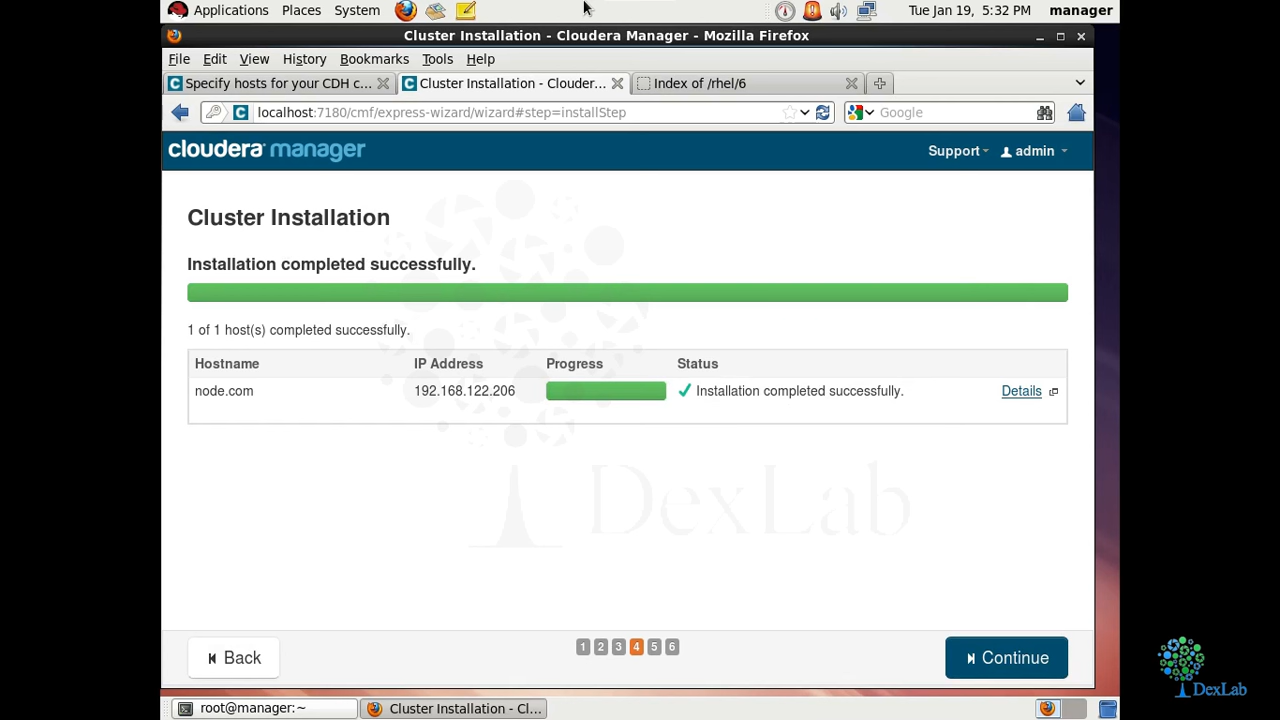 Applications Places System Tue Jan 19, 5:32 PM manager
Cluster Installation - Cloudera Manager - Mozilla Firefox
File Edit View History Bookmarks Tools Help
Specify hosts for your CDH c... Cluster Installation - Clouder... Index of /rhel/6
localhost:7180/cmf/express-wizard/wizard#step=installStep Google
cloudera manager Support admin
Cluster Installation
Installation completed successfully.
1 of 1 host(s) completed successfully.
Hostname IP Address Progress Status
node.com 192.168.122.206 Installation completed successfully. Details
DexLab
Back 1 2 3 4 5 6 Continue
DexLab
root@manager:~ Cluster Installation - Cl...